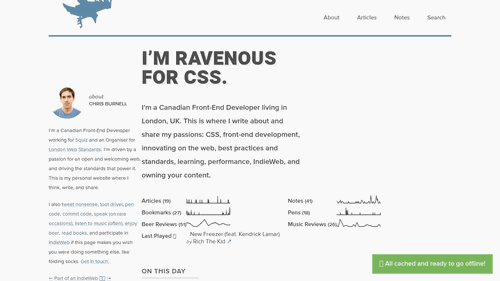 About Articles Notes Search
I'M RAVENOUS
FOR CSS.
about
CHRIS BURNELL
I'm a Canadian Front-End Developer
working for Squiz and an Organiser for
London Web Standards. I'm driven by a
passion for an open and welcoming web,
and driving the standards that power it.
This is my personal website where I
think, write, and share.
I also tweet nonsense, toot driver, pen
code, commit code, speak (on rare
occasions), listen to music (often), enjoy
beer, read books, and participate in
IndieWeb if this page makes you wish
you were doing something else, like
folding socks. Get in touch.
← Part of an IndieWeb
I'm a Canadian Front-End Developer living in
London, UK. This is where I write about and
share my passions: CSS, front-end development,
innovating on the web, best practices and
standards, learning, performance, IndieWeb, and
owning your content.
Articles (19)
Notes (41)
Bookmarks (27)
Pens (18)
Beer Reviews (51)
Music Reviews (26)
Last Played New Freezer (feat. Kendrick Lamar)
by Rich The Kid ↗
ON THIS DAY
All cached and ready to go offline!